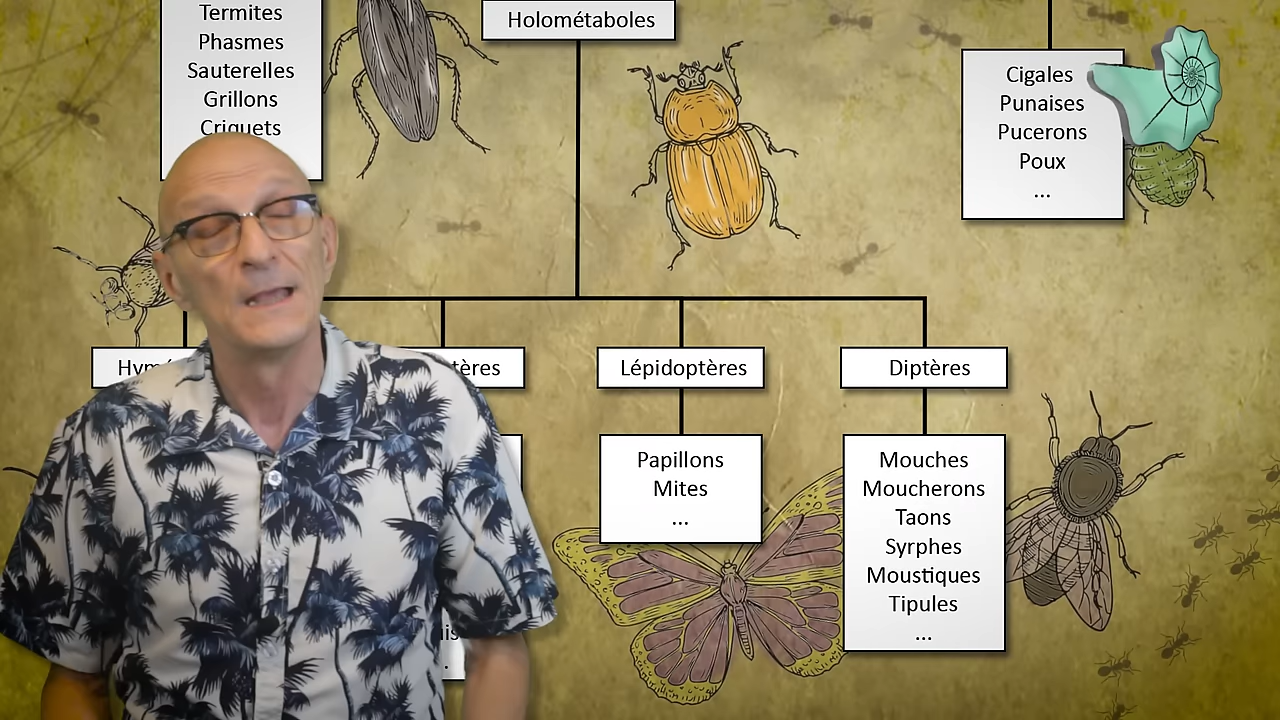 Termites
Phasmes
Sauterelles
Grillons
Criquets
Holométaboles
Cigales
Punaises
Pucerons
Poux
...
Lépidoptères
Diptères
Papillons
Mites
...
Mouches
Moucherons
Taons
Syrphes
Moustiques
Tipules
...